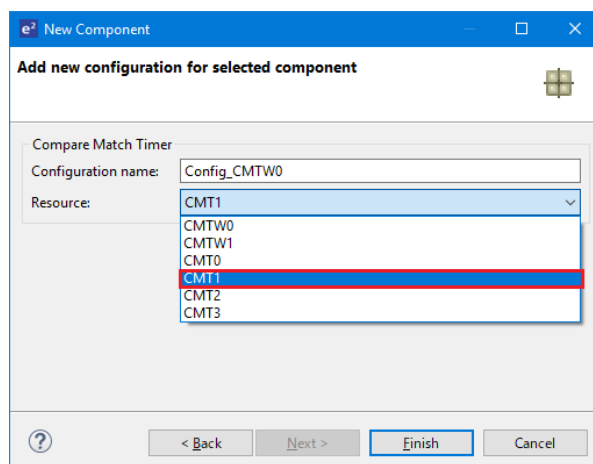 e² New Component
Add new configuration for selected component
Compare Match Timer
Configuration name: Config_CMTW0
Resource: CMT1
CMTW0
CMTW1
CMT0
CMT1
CMT2
CMT3
? < Back Next > Finish Cancel